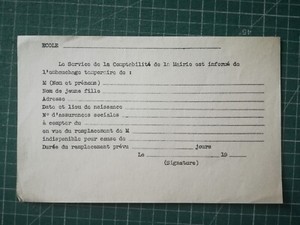 ECOLE
Le Service de la Comptabilité de la Mairie est informé de
l'embauchage temporaire de :
M (Nom et prénoms)
Nom de jeune fille
Adresse
Date et lieu de naissance
N° d'assurances sociales
A compter du
en vue du remplacement de M
indisponible pour cause de
Durée du remplacement prévu jours
Le 19
(Signature)